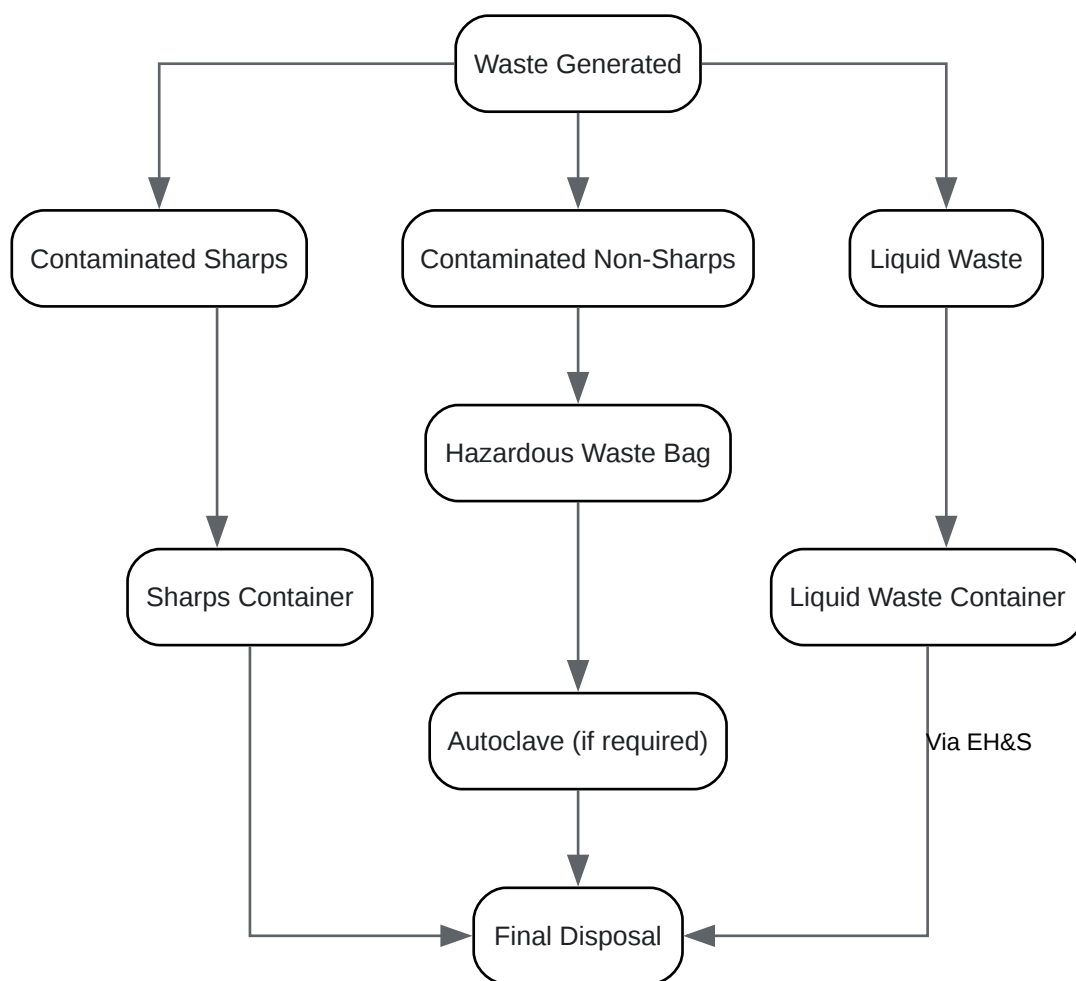 Waste Generated
Contaminated Sharps
Contaminated Non-Sharps
Liquid Waste
Hazardous Waste Bag
Sharps Container
Liquid Waste Container
Autoclave (if required)
Via EH&S
Final Disposal